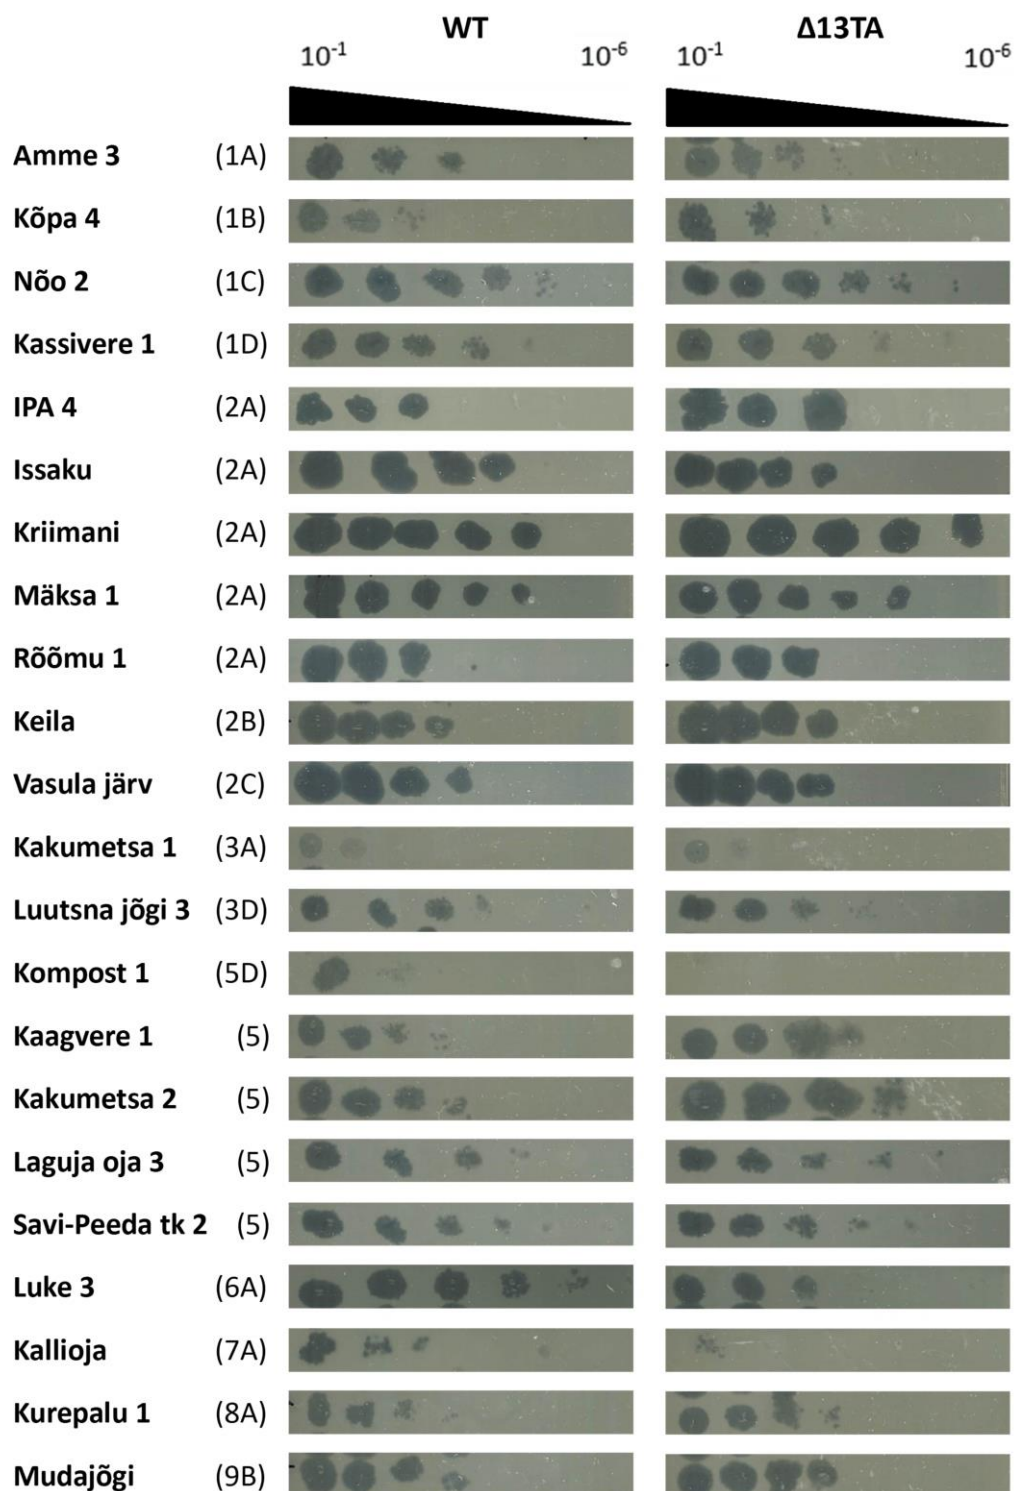 WT Δ13TA
10-1 10-6 10-1 10-6
Amme 3 (1A)
Kõpa 4 (1B)
Nõo 2 (1C)
Kassivere 1 (1D)
IPA 4 (2A)
Issaku (2A)
Kriimani (2A)
Mäksa 1 (2A)
Rõõmu 1 (2A)
Keila (2B)
Vasula järv (2C)
Kakumetsa 1 (3A)
Luutsna jõgi 3 (3D)
Kompost 1 (5D)
Kaagvere 1 (5)
Kakumetsa 2 (5)
Laguja oja 3 (5)
Savi-Peeda tk 2 (5)
Luke 3 (6A)
Kallioja (7A)
Kurepalu 1 (8A)
Mudajõgi (9B)